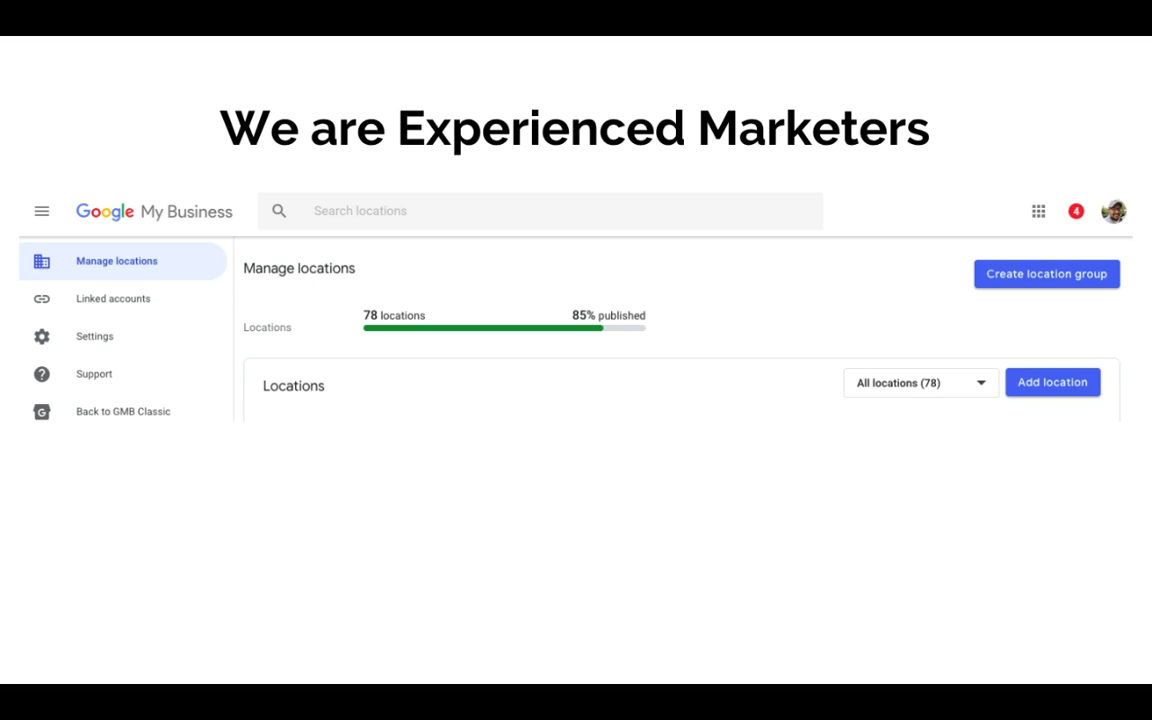 We are Experienced Marketers
Google My Business
Search locations
4
Manage locations
Linked accounts
Settings
Support
Back to GMB Classic
Manage locations
Create location group
Locations
78 locations
85% published
Locations
All locations (78)
Add location